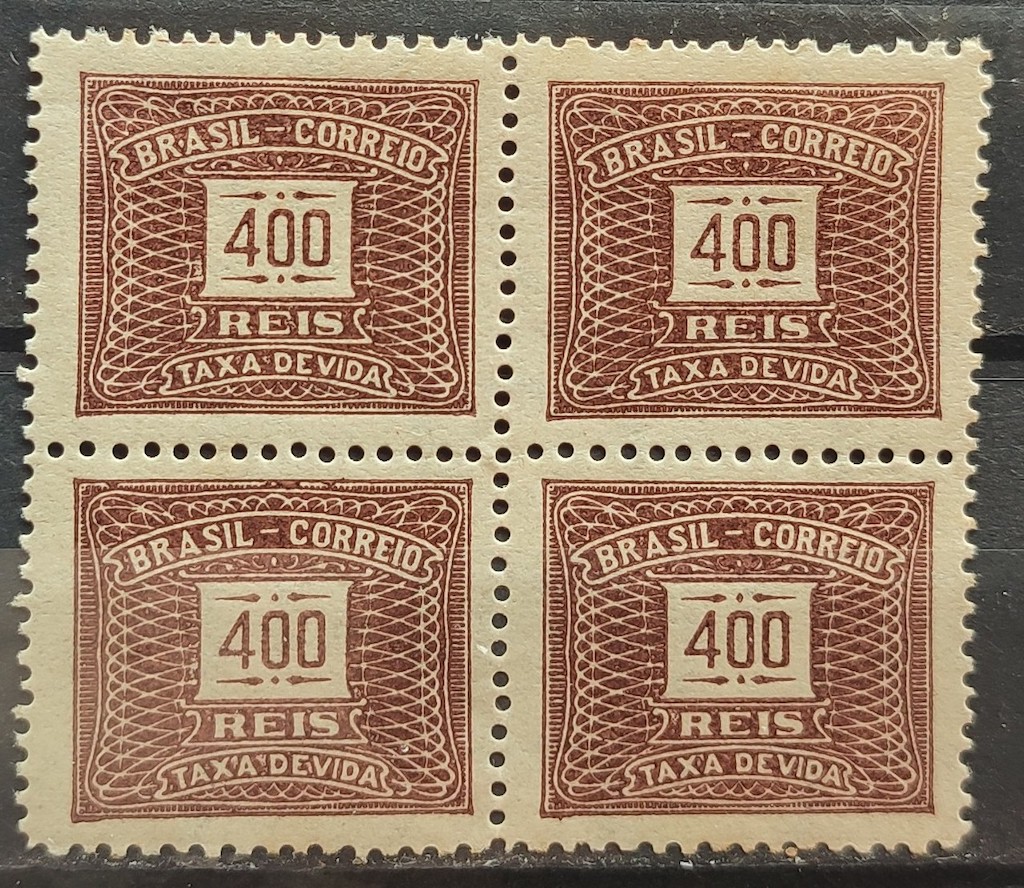 BRASIL - CORREIO
400
REIS
TAXA DEVIDA
BRASIL - CORREIO
400
REIS
TAXA DEVIDA
BRASIL - CORREIO
400
REIS
TAXA DEVIDA
BRASIL - CORREIO
400
REIS
TAXA DEVIDA